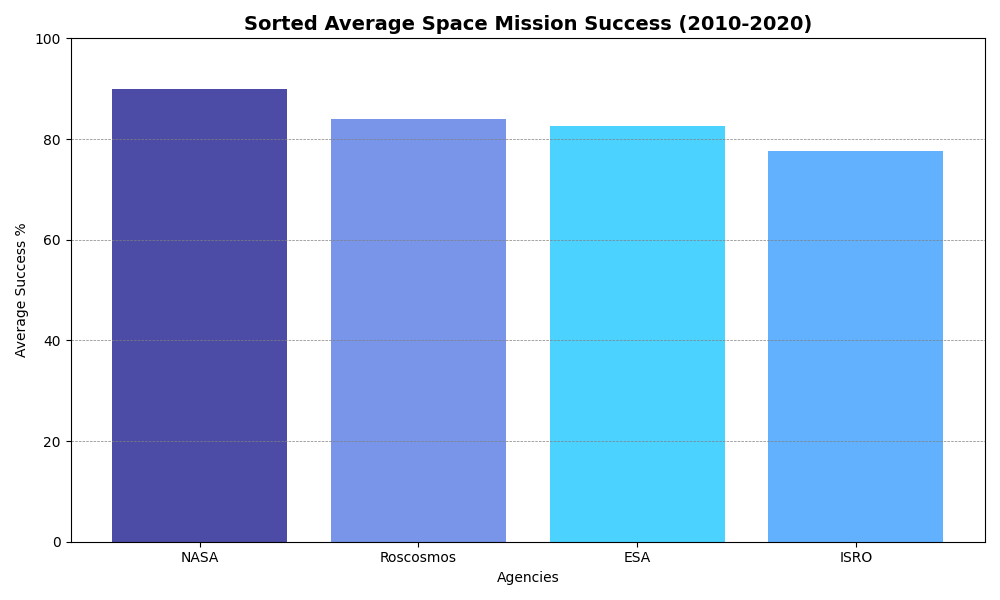 Sorted Average Space Mission Success (2010-2020)
100
80
60
40
20
0
Average Success %
NASA Roscosmos ESA ISRO
Agencies